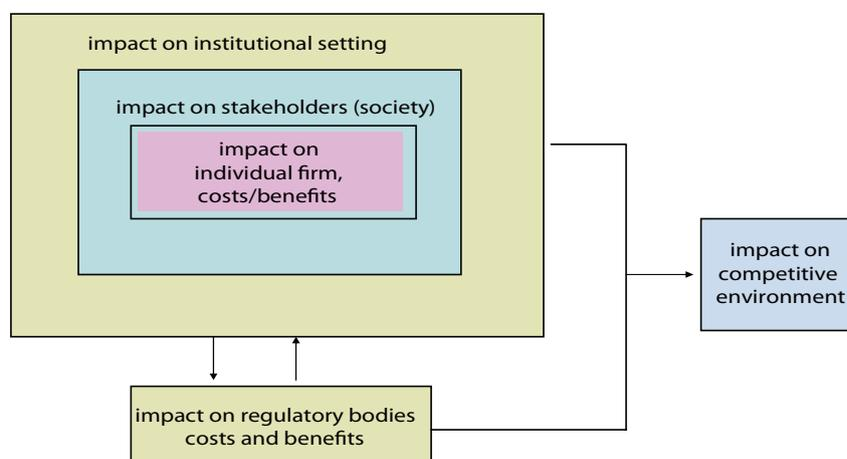 impact on institutional setting
impact on stakeholders (society)
impact on
individual firm,
costs/benefits
impact on
competitive
environment
impact on regulatory bodies
costs and benefits